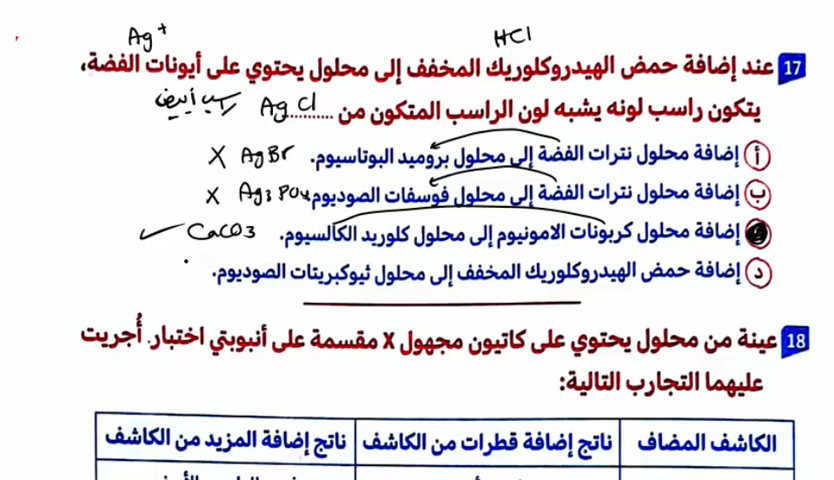 Ag+
HCl
17 عند إضافة حمض الهيدروكلوريك المخفف إلى محلول يحتوي على أيونات الفضة،
يتكون راسب لونه يشبه لون الراسب المتكون من .......... AgCl راسب أبيض
أ إضافة محلول نترات الفضة إلى محلول بروميد البوتاسيوم. AgBr X
ب إضافة محلول نترات الفضة إلى محلول فوسفات الصوديوم. Ag3PO4 X
إضافة محلول كربونات الامونيوم إلى محلول كلوريد الكالسيوم. CaCO3 ✓
د إضافة حمض الهيدروكلوريك المخفف إلى محلول ثيوكبريتات الصوديوم.
18 عينة من محلول يحتوي على كاتيون مجهول X مقسمة على أنبوبتي اختبار. أُجريت
عليهما التجارب التالية:
الكاشف المضاف ناتج إضافة قطرات من الكاشف ناتج إضافة المزيد من الكاشف